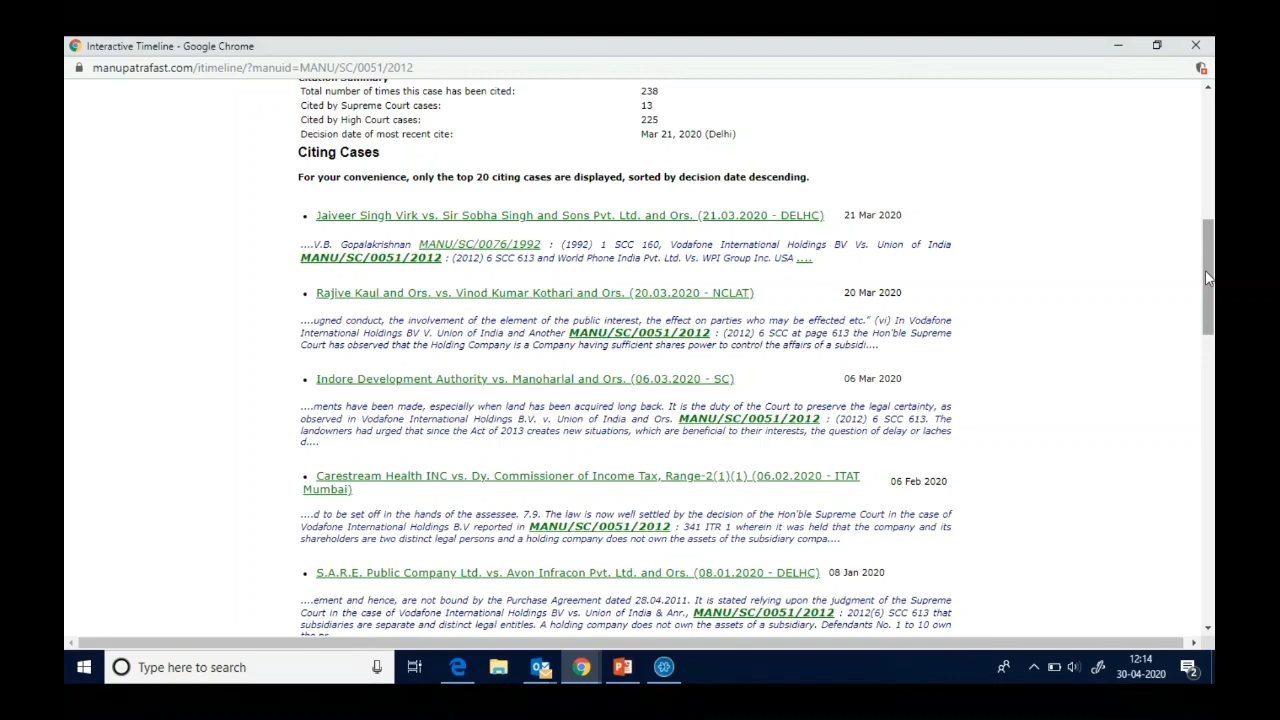 Interactive Timeline - Google Chrome
manupatrafast.com/itimeline/?manuid=MANU/SC/0051/2012
Citation Summary
Total number of times this case has been cited: 238
Cited by Supreme Court cases: 13
Cited by High Court cases: 225
Decision date of most recent cite: Mar 21, 2020 (Delhi)
Citing Cases
For your convenience, only the top 20 citing cases are displayed, sorted by decision date descending.
• Jaiveer Singh Virk vs. Sir Sobha Singh and Sons Pvt. Ltd. and Ors. (21.03.2020 - DELHC) 21 Mar 2020
....V.B. Gopalakrishnan MANU/SC/0076/1992 : (1992) 1 SCC 160, Vodafone International Holdings BV Vs. Union of India
MANU/SC/0051/2012 : (2012) 6 SCC 613 and World Phone India Pvt. Ltd. Vs. WPI Group Inc. USA ....
• Rajive Kaul and Ors. vs. Vinod Kumar Kothari and Ors. (20.03.2020 - NCLAT) 20 Mar 2020
....ugned conduct, the involvement of the element of the public interest, the effect on parties who may be effected etc." (vi) In Vodafone
International Holdings BV V. Union of India and Another MANU/SC/0051/2012 : (2012) 6 SCC at page 613 the Hon'ble Supreme
Court has observed that the Holding Company is a Company having sufficient shares power to control the affairs of a subsidi....
• Indore Development Authority vs. Manoharlal and Ors. (06.03.2020 - SC) 06 Mar 2020
....ments have been made, especially when land has been acquired long back. It is the duty of the Court to preserve the legal certainty, as
observed in Vodafone International Holdings B.V. v. Union of India and Ors. MANU/SC/0051/2012 : (2012) 6 SCC 613. The
landowners had urged that since the Act of 2013 creates new situations, which are beneficial to their interests, the question of delay or laches
d....
• Carestream Health INC vs. Dy. Commissioner of Income Tax, Range-2(1)(1) (06.02.2020 - ITAT
Mumbai) 06 Feb 2020
....d to be set off in the hands of the assessee. 7.9. The law is now well settled by the decision of the Hon'ble Supreme Court in the case of
Vodafone International Holdings B.V reported in MANU/SC/0051/2012 : 341 ITR 1 wherein it was held that the company and its
shareholders are two distinct legal persons and a holding company does not own the assets of the subsidiary compa....
• S.A.R.E. Public Company Ltd. vs. Avon Infracon Pvt. Ltd. and Ors. (08.01.2020 - DELHC) 08 Jan 2020
....ement and hence, are not bound by the Purchase Agreement dated 28.04.2011. It is stated relying upon the judgment of the Supreme
Court in the case of Vodafone International Holdings BV vs. Union of India & Anr., MANU/SC/0051/2012 : 2012(6) SCC 613 that
subsidiaries are separate and distinct legal entities. A holding company does not own the assets of a subsidiary. Defendants No. 1 to 10 own
the pr
Type here to search
12:14
30-04-2020
2